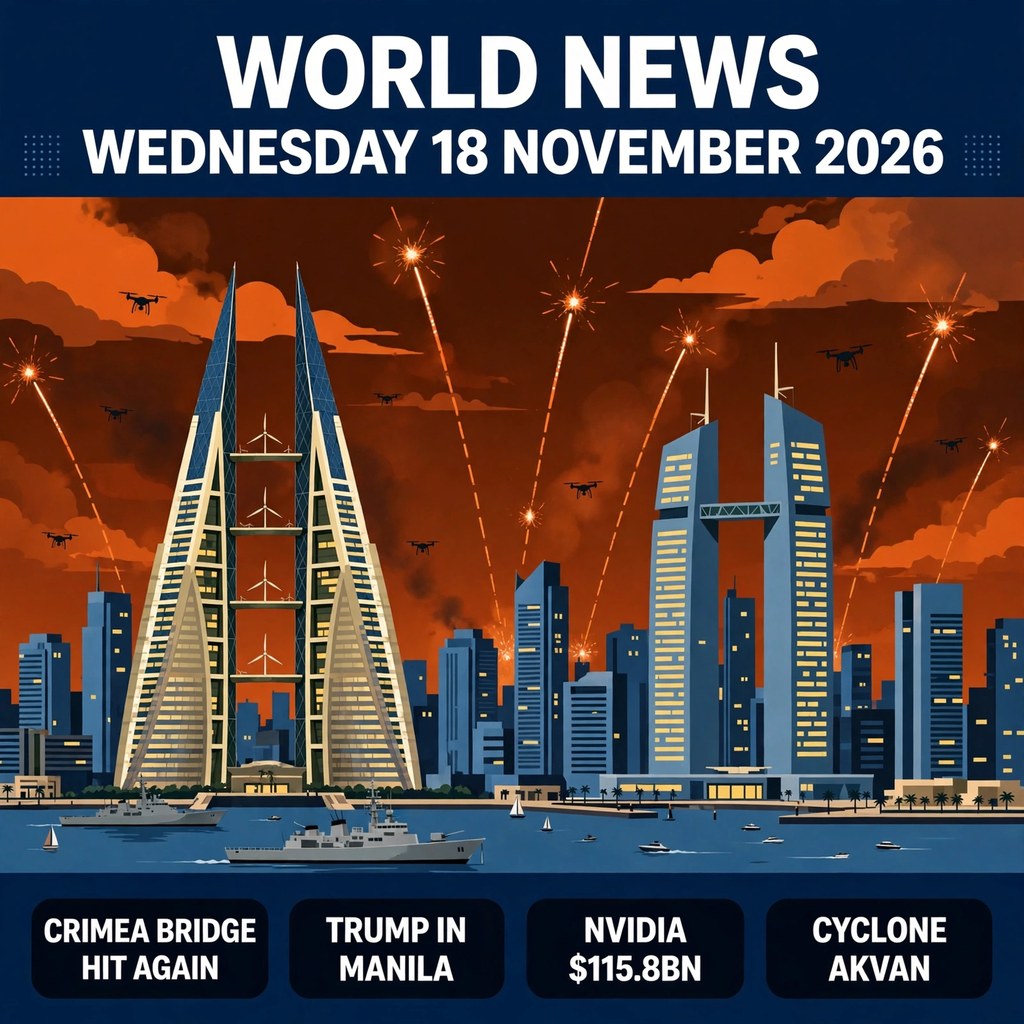 WORLD NEWS
WEDNESDAY 18 NOVEMBER 2026
CRIMEA BRIDGE
HIT AGAIN
TRUMP IN
MANILA
NVIDIA
$115.8BN
CYCLONE
AKVAN